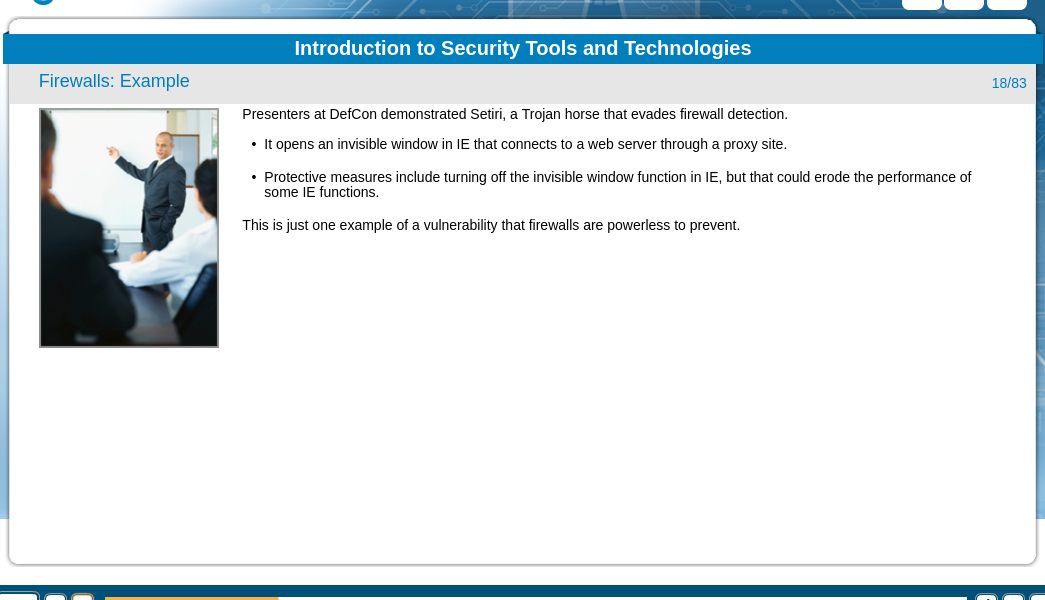 Introduction to Security Tools and Technologies
Firewalls: Example
18/83
Presenters at DefCon demonstrated Setiri, a Trojan horse that evades firewall detection.
• It opens an invisible window in IE that connects to a web server through a proxy site.
• Protective measures include turning off the invisible window function in IE, but that could erode the performance of
some IE functions.
This is just one example of a vulnerability that firewalls are powerless to prevent.